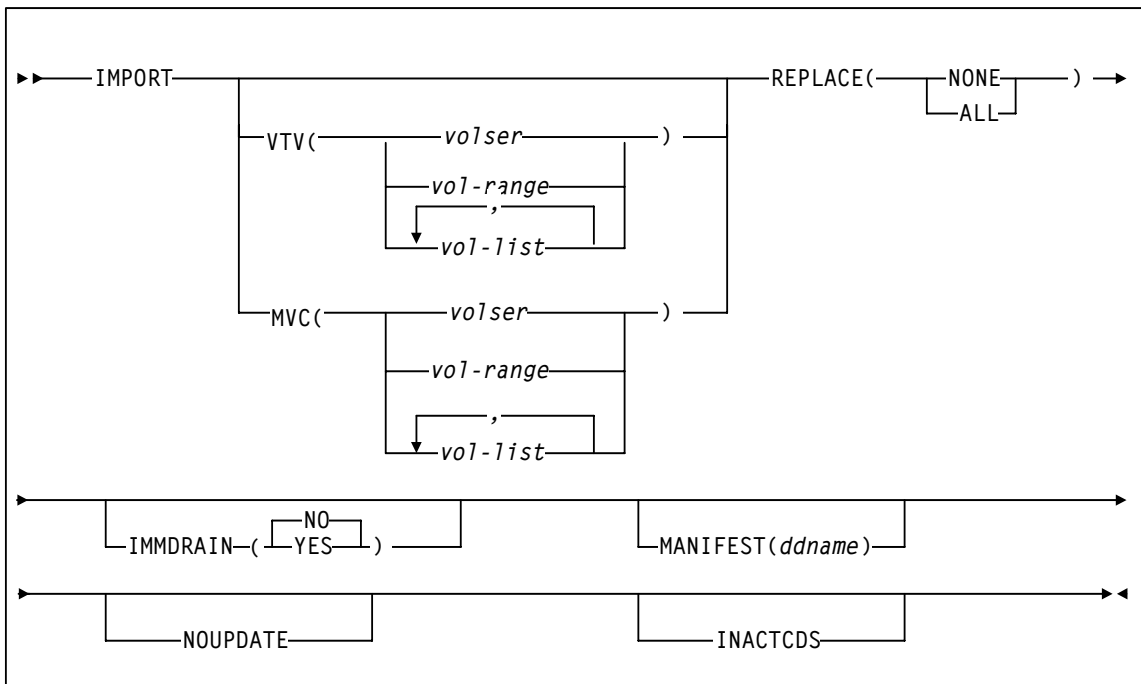 IMPORT REPLACE( NONE )
ALL
VTV( volser )
vol-range
,
vol-list
MVC( volser )
vol-range
,
vol-list
NO
IMMDRAIN ( YES ) MANIFEST(ddname)
NOUPDATE INACTCDS